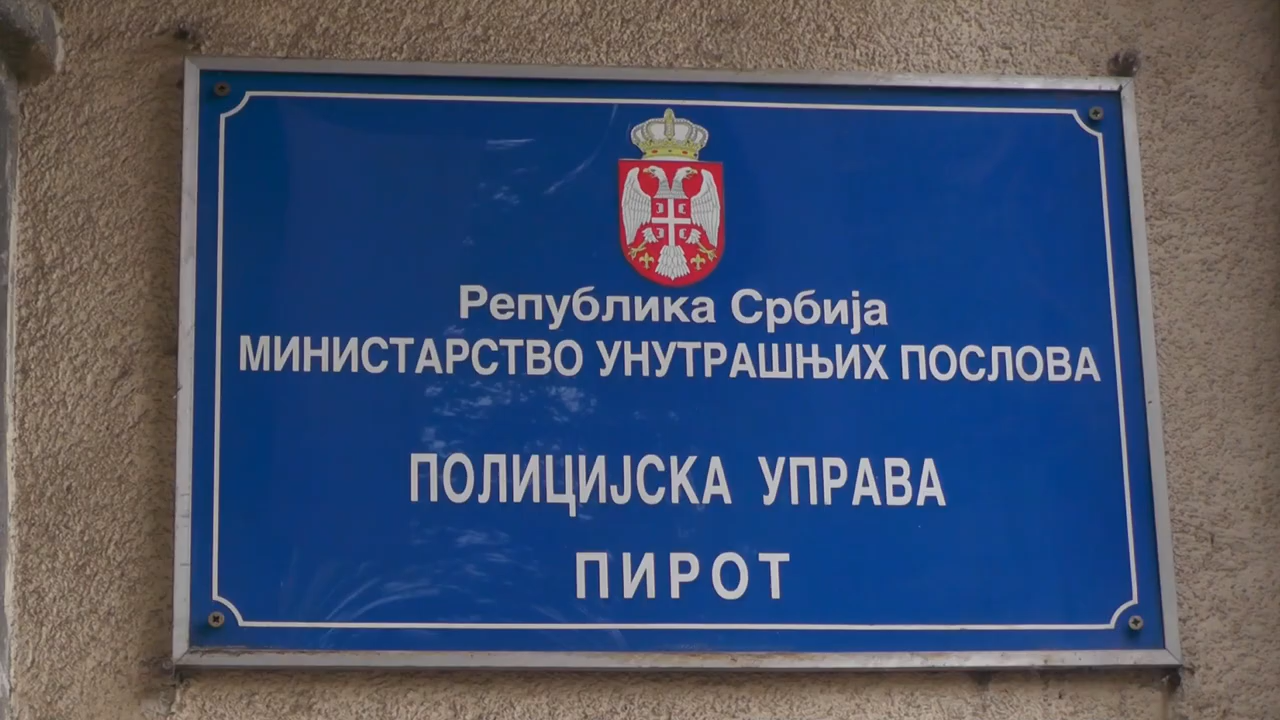 Република Србија
МИНИСТАРСТВО УНУТРАШЊИХ ПОСЛОВА
ПОЛИЦИЈСКА УПРАВА
ПИРОТ